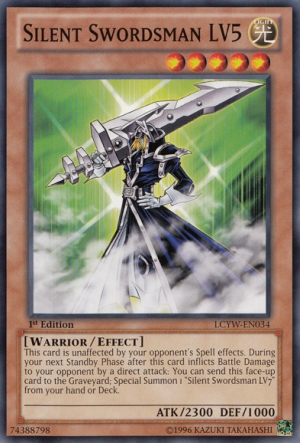 SILENT SWORDSMAN LV5
LIGHT
光
1st Edition
LCYW-EN034
[WARRIOR / EFFECT]
This card is unaffected by your opponent's Spell effects. During
your next Standby Phase after this card inflicts Battle Damage
to your opponent by a direct attack: You can send this face-up
card to the Graveyard; Special Summon 1 "Silent Swordsman LV7"
from your hand or Deck.
ATK/2300 DEF/1000
74388798
©1996 KAZUKI TAKAHASHI